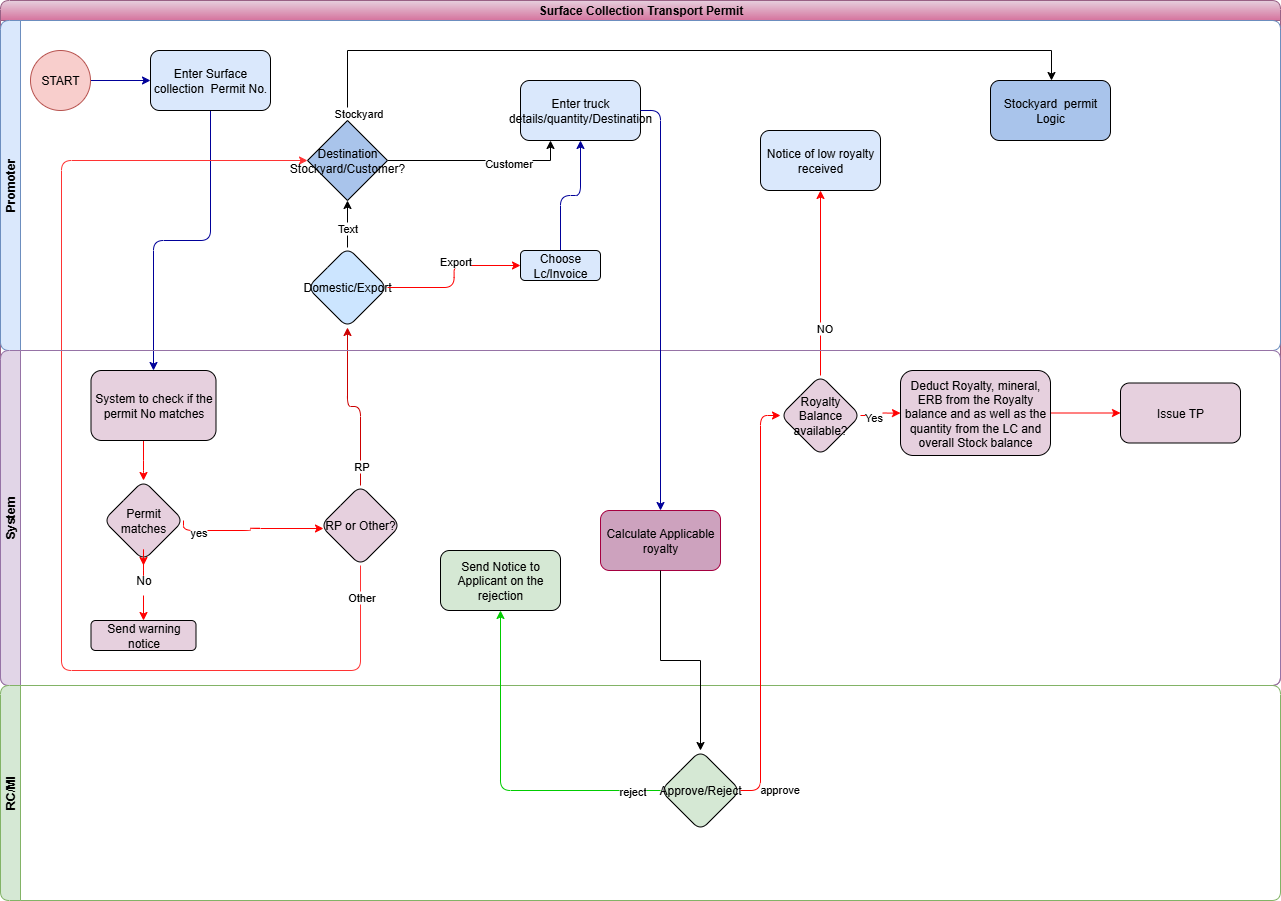 Surface Collection Transport Permit
Promoter
START
Enter Surface
collection Permit No.
Stockyard
Destination
Stockyard/Customer?
Customer
Enter truck
details/quantity/Destination
Stockyard permit
Logic
Notice of low royalty
received
Text
Domestic/Export
Export
Choose
Lc/Invoice
NO
System
System to check if the
permit No matches
Permit
matches
yes
No
Send warning
notice
RP
RP or Other?
Other
Send Notice to
Applicant on the
rejection
Calculate Applicable
royalty
Royalty
Balance
available?
Yes
Deduct Royalty, mineral,
ERB from the Royalty
balance and as well as the
quantity from the LC and
overall Stock balance
Issue TP
RC/MI
reject
Approve/Reject
approve